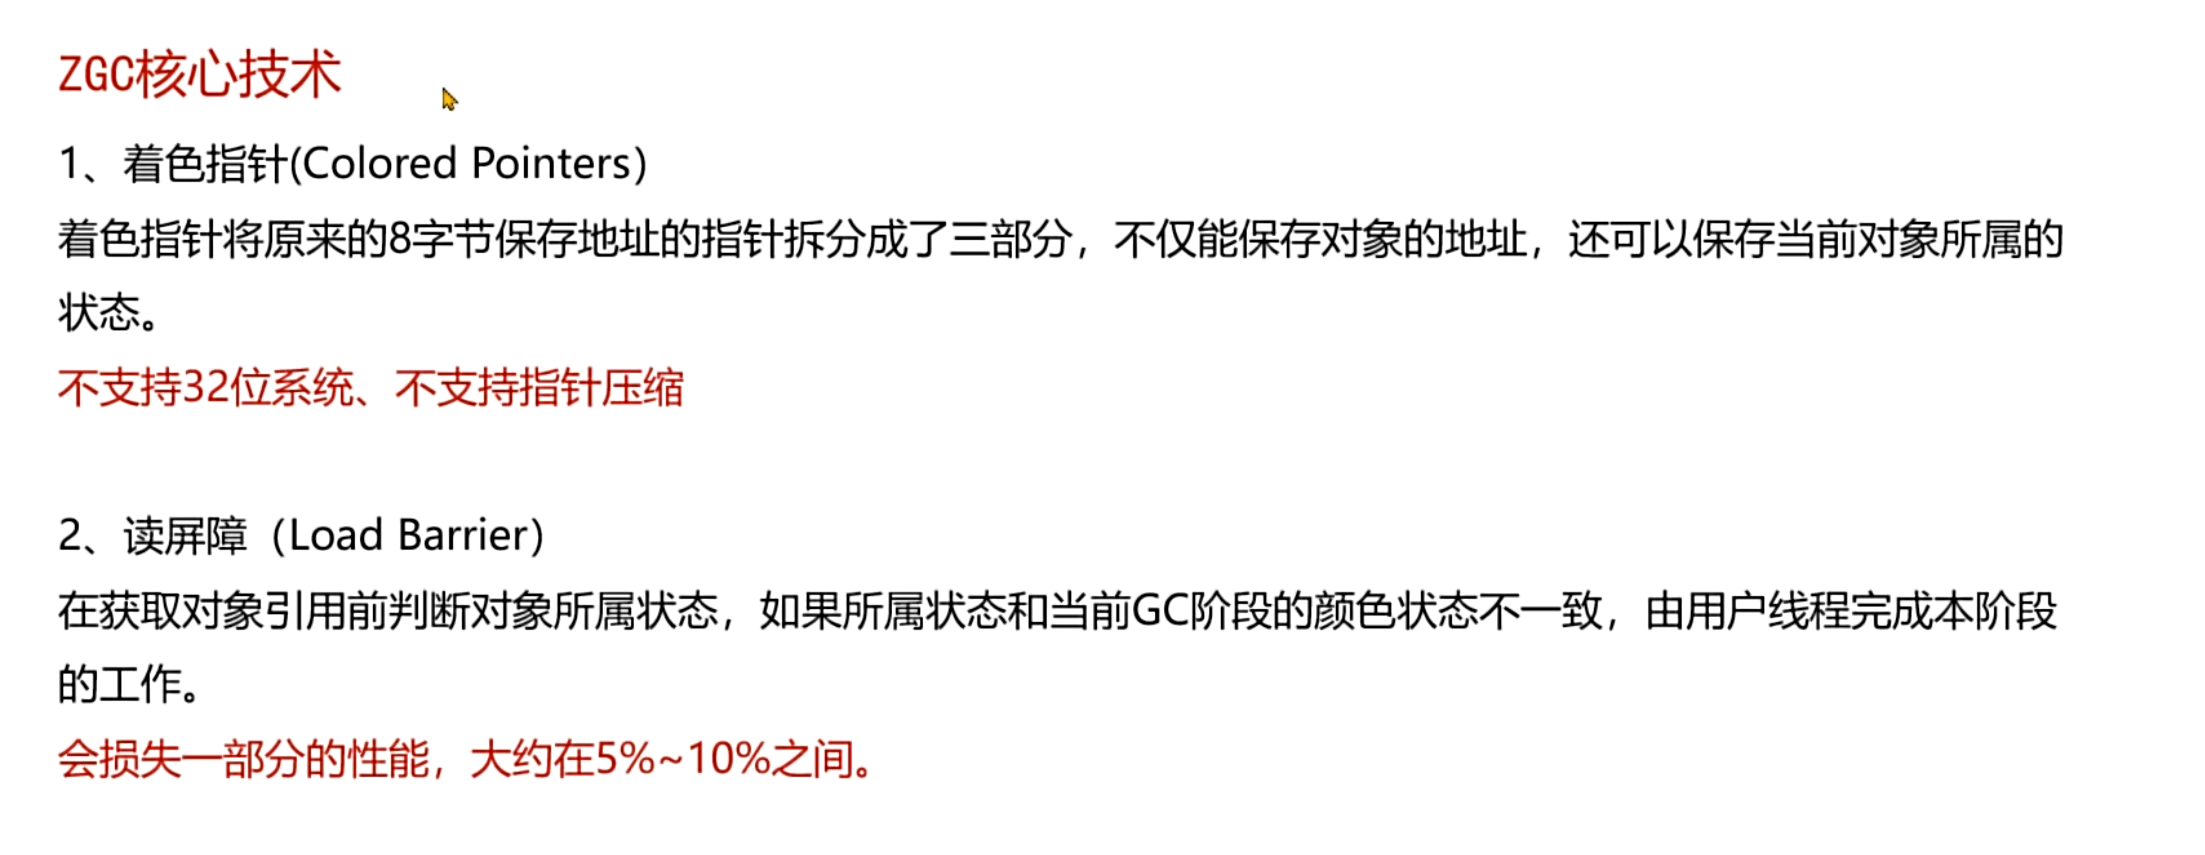 ZGC核心技术
1、着色指针(Colored Pointers）
着色指针将原来的8字节保存地址的指针拆分成了三部分，不仅能保存对象的地址，还可以保存当前对象所属的
状态。
不支持32位系统、不支持指针压缩
2、读屏障（Load Barrier）
在获取对象引用前判断对象所属状态，如果所属状态和当前GC阶段的颜色状态不一致，由用户线程完成本阶段
的工作。
会损失一部分的性能，大约在5%~10%之间。